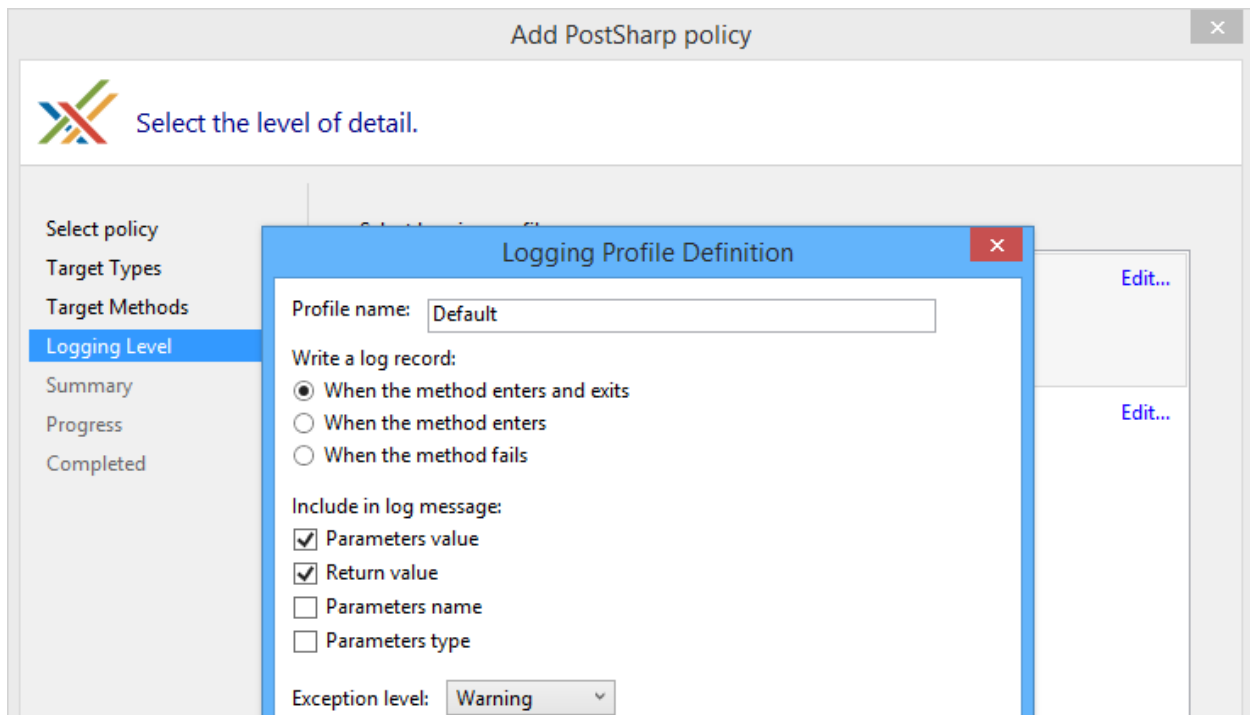 Add PostSharp policy
Select the level of detail.
Select policy
Target Types
Target Methods
Logging Level
Summary
Progress
Completed
Edit...
Edit...
Logging Profile Definition
Profile name: Default
Write a log record:
When the method enters and exits
When the method enters
When the method fails
Include in log message:
Parameters value
Return value
Parameters name
Parameters type
Exception level: Warning